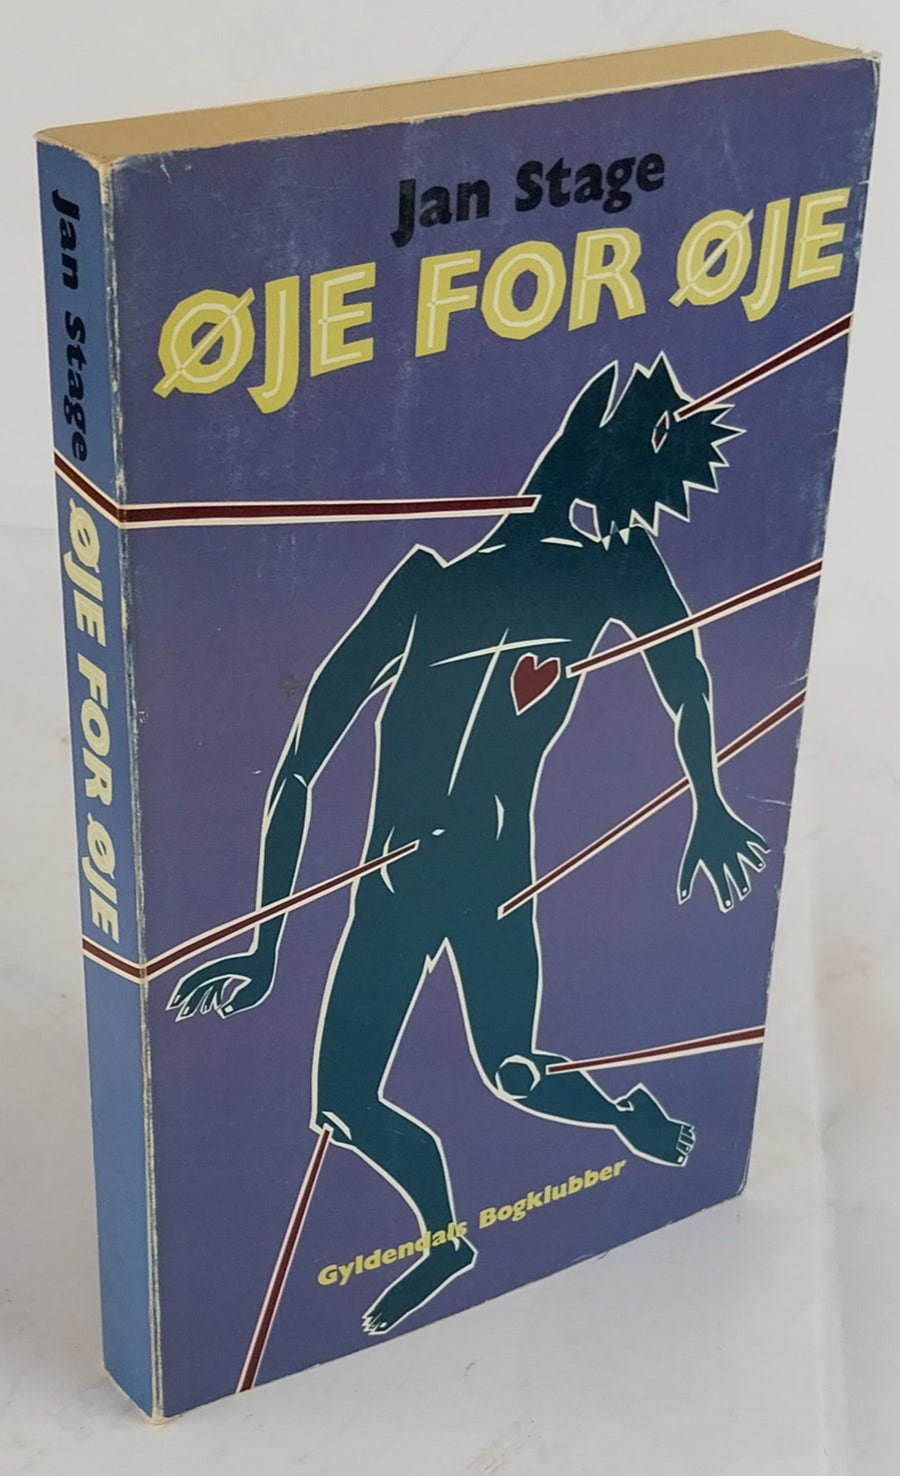 Jan Stage
ØJE FOR ØJE
Gyldendals Bogklubber
Jan Stage
ØJE FOR ØJE